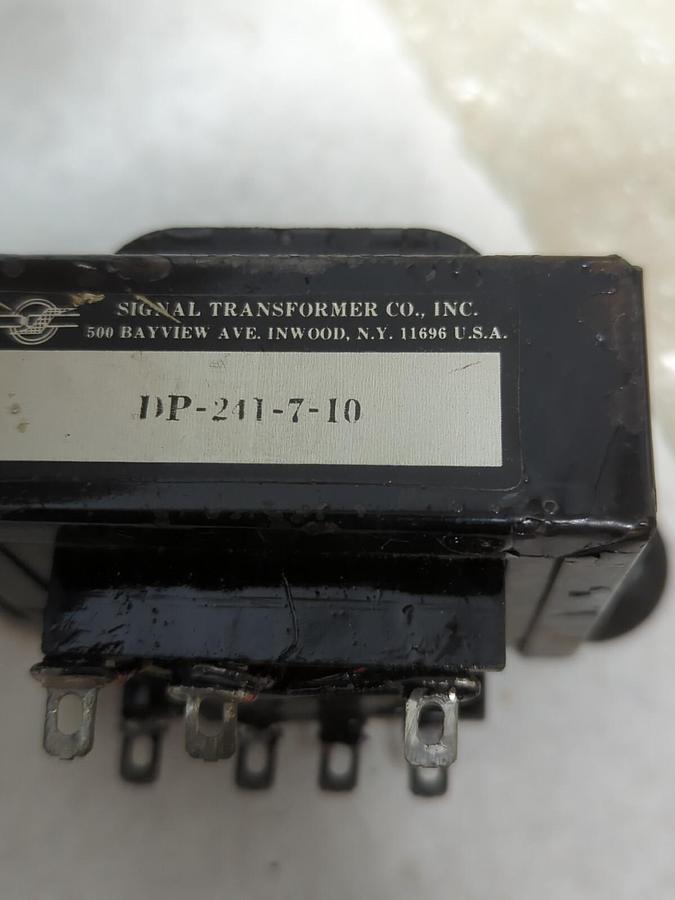 SIGNAL TRANSFORMER CO., INC.
500 BAYVIEW AVE. INWOOD, N.Y. 11696 U.S.A.
DP-241-7-10